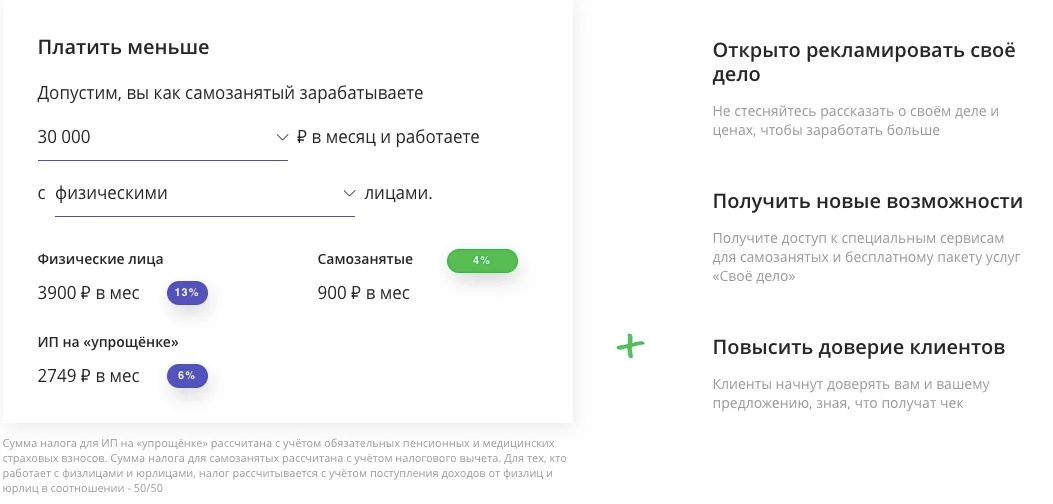 Платить меньше
Допустим, вы как самозанятый зарабатываете
30 000 ₽ в месяц и работаете
с физическими лицами.
Физические лица
3900 ₽ в мес 13%
Самозанятые 4%
900 ₽ в мес
ИП на «упрощёнке»
2749 ₽ в мес 6%
Сумма налога для ИП на «упрощёнке» рассчитана с учётом обязательных пенсионных и медицинских
страховых взносов. Сумма налога для самозанятых рассчитана с учётом налогового вычета. Для тех, кто
работает с физлицами и юрлицами, налог рассчитывается с учётом поступления доходов от физлиц и
юрлиц в соотношении - 50/50
Открыто рекламировать своё
дело
Не стесняйтесь рассказать о своём деле и
ценах, чтобы заработать больше
Получить новые возможности
Получите доступ к специальным сервисам
для самозанятых и бесплатному пакету услуг
«Своё дело»
Повысить доверие клиентов
Клиенты начнут доверять вам и вашему
предложению, зная, что получат чек